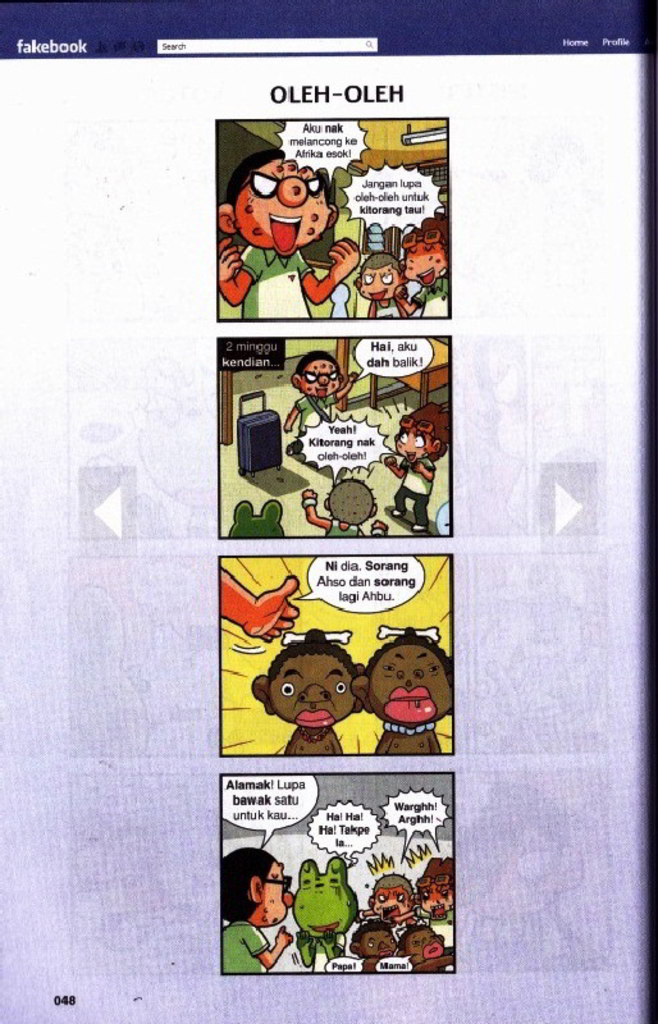 fakebook
Search
Home Profile
OLEH-OLEH
Aku nak
melancong ke
Afrika esok!
Jangan lupa
oleh-oleh untuk
kitorang tau!
2 minggu
kendian...
Hai, aku
dah balik!
Yeah!
Kitorang nak
oleh-oleh!
Ni dia. Sorang
Ahso dan sorang
lagi Ahbu.
Alamak! Lupa
bawak satu
untuk kau...
Ha! Ha!
Ha! Takpe
la...
Warghh!
Arghh!
Papa!
Mama!
048